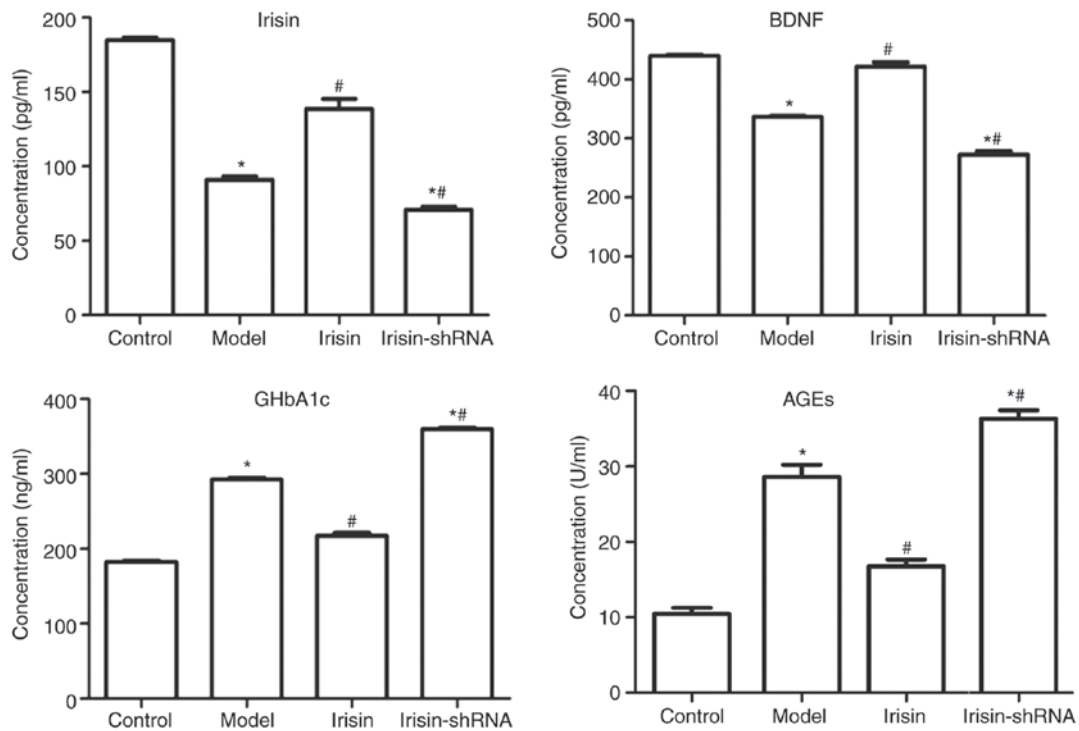 Irisin
Concentration (pg/ml)
200
150
100
50
0
*
#
*#
Control Model Irisin Irisin-shRNA
BDNF
Concentration (pg/ml)
500
400
300
200
100
0
*
#
*#
Control Model Irisin Irisin-shRNA
GHbA1c
Concentration (ng/ml)
400
300
200
100
0
*
#
*#
Control Model Irisin Irisin-shRNA
AGEs
Concentration (U/ml)
40
30
20
10
0
*
#
*#
Control Model Irisin Irisin-shRNA